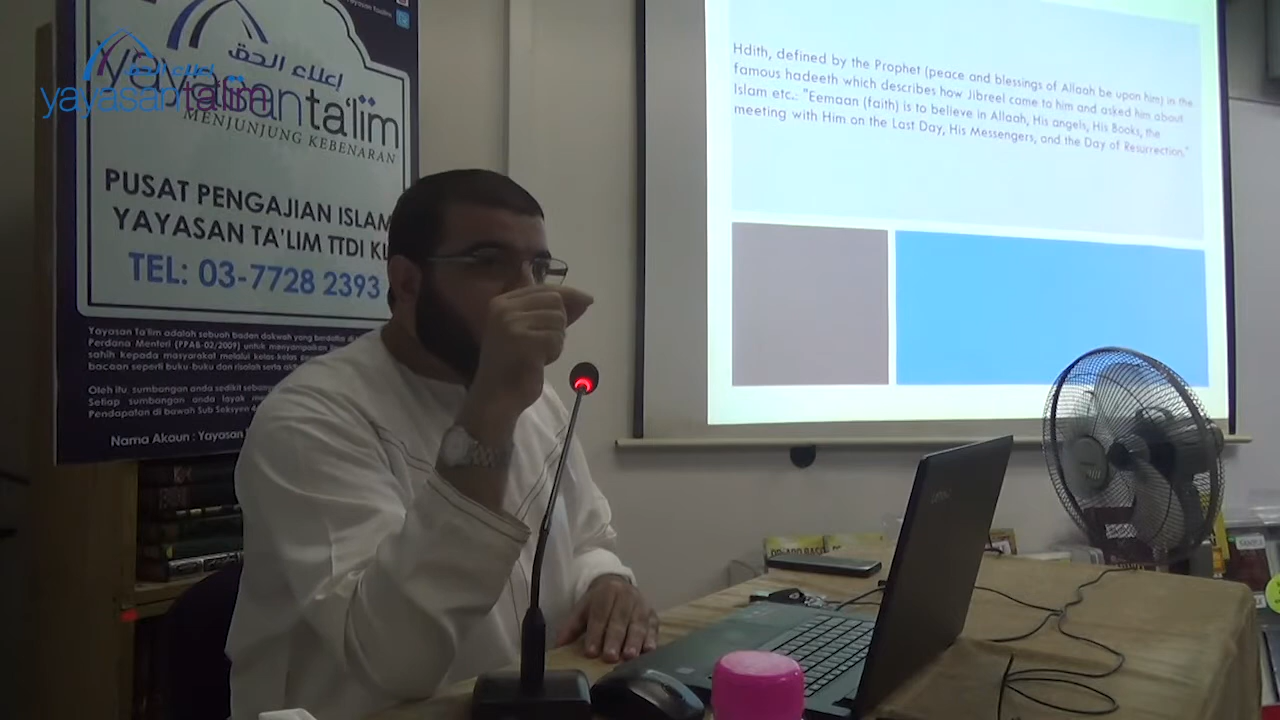 إعلاء الحق
yayasan ta'lim
yayasanta'lim
MENJUNJUNG KEBENARAN
PUSAT PENGAJIAN ISLAM
YAYASAN TA'LIM TTDI KL
TEL: 03-7728 2393
Yayasan Ta'lim adalah sebuah badan dakwah yang berdaftar di
Perdana Menteri (PPAB-02/2009) untuk menyampaikan
sahih kepada masyarakat melalui kelas-kelas
bacaan seperti buku-buku dan risalah serta
Oleh itu, sumbangan anda sedikit
Setiap sumbangan anda layak
Pendapatan di bawah Sub Seksyen
Nama Akaun : Yayasan
Hdith, defined by the Prophet (peace and blessings of Allaah be upon him) in the
famous hadeeth which describes how Jibreel came to him and asked him about
Islam etc.: "Eemaan (faith) is to believe in Allaah, His angels, His Books, the
meeting with Him on the Last Day, His Messengers, and the Day of Resurrection."